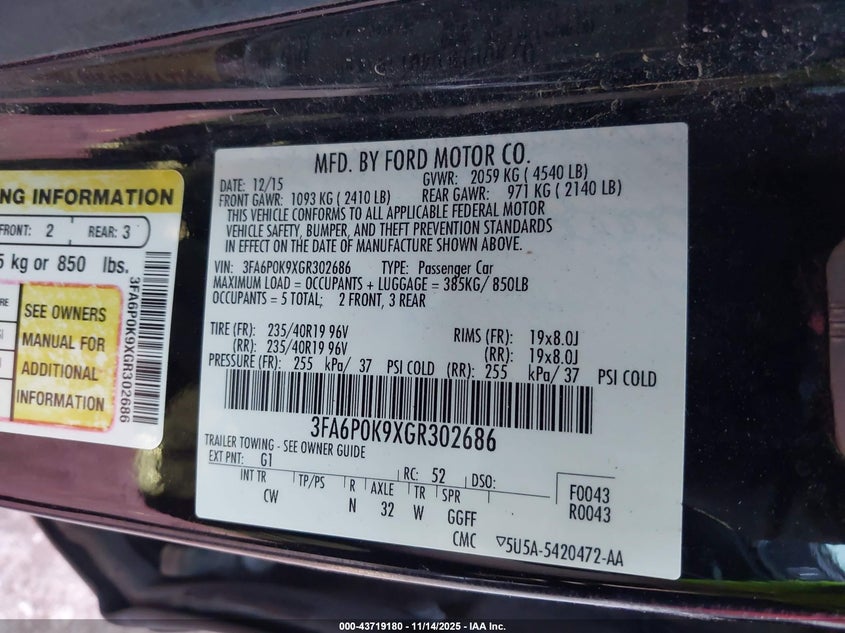 MFD. BY FORD MOTOR CO.
DATE: 12/15 GVWR: 2059 KG ( 4540 LB)
FRONT GAWR: 1093 KG ( 2410 LB) REAR GAWR: 971 KG ( 2140 LB)
THIS VEHICLE CONFORMS TO ALL APPLICABLE FEDERAL MOTOR
VEHICLE SAFETY, BUMPER, AND THEFT PREVENTION STANDARDS
IN EFFECT ON THE DATE OF MANUFACTURE SHOWN ABOVE.
VIN: 3FA6P0K9XGR302686 TYPE: Passenger Car
MAXIMUM LOAD = OCCUPANTS + LUGGAGE = 385KG/ 850LB
OCCUPANTS = 5 TOTAL; 2 FRONT, 3 REAR
TIRE (FR): 235/40R19 96V RIMS (FR): 19x8.0J
(RR): 235/40R19 96V (RR): 19x8.0J
PRESSURE (FR): 255 kPa/ 37 PSI COLD (RR): 255 kPa/ 37 PSI COLD
3FA6P0K9XGR302686
TRAILER TOWING - SEE OWNER GUIDE
EXT PNT: G1 RC: 52 DSO:
INT TR TP/PS R AXLE TR SPR
CW N 32 W GGFF
CMC
F0043
R0043
▽5U5A-5420472-AA
NG INFORMATION
FRONT: 2 REAR: 3
5 kg or 850 lbs.
SEE OWNERS
MANUAL FOR
ADDITIONAL
INFORMATION
3FA6P0K9XGR302686
000-43719180 - 11/14/2025 - IAA Inc.